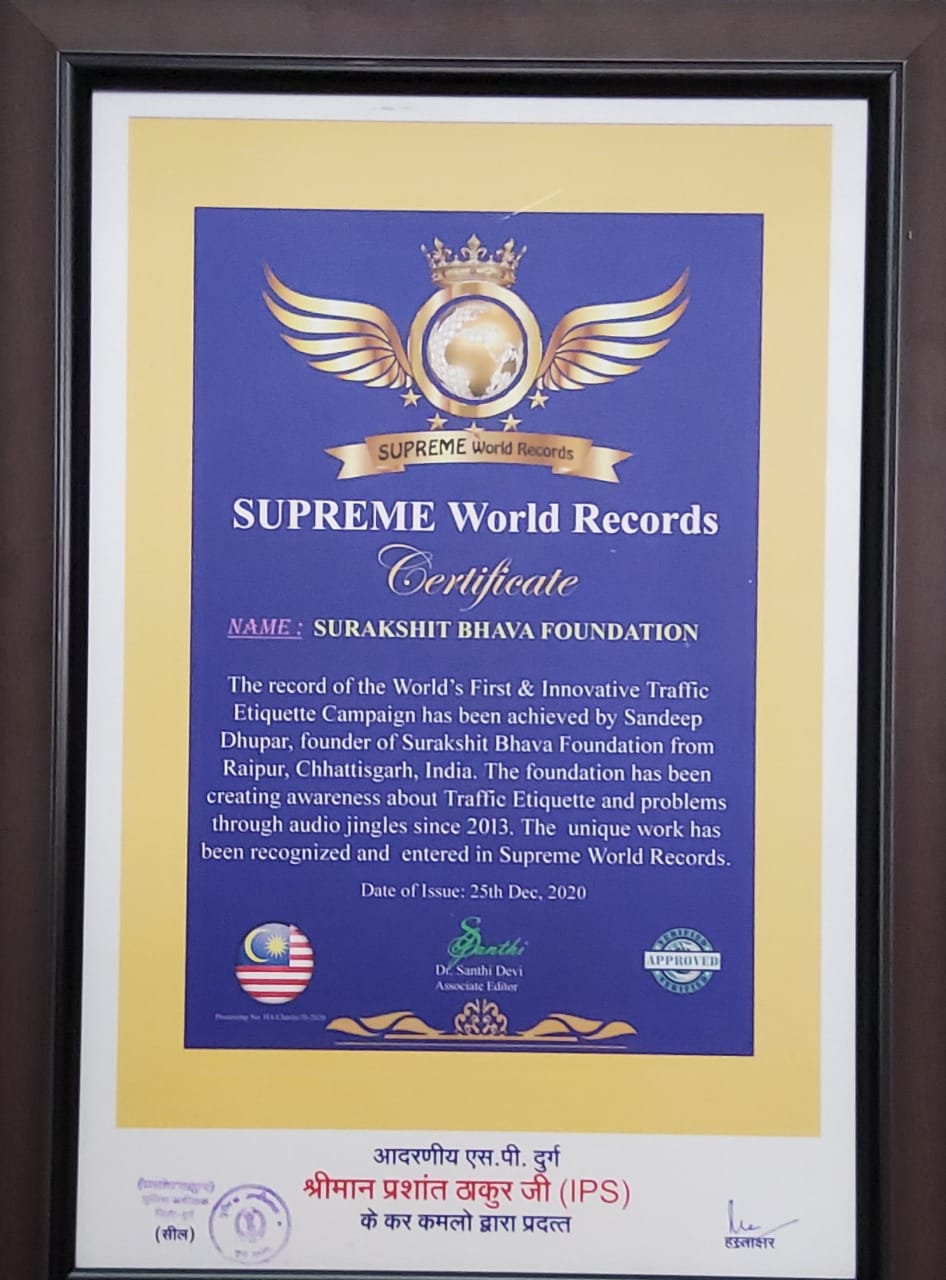 SUPREME World Records
SUPREME World Records
Certificate
NAME : SURAKSHIT BHAVA FOUNDATION
The record of the World's First & Innovative Traffic
Etiquette Campaign has been achieved by Sandeep
Dhupar, founder of Surakshit Bhava Foundation from
Raipur, Chhattisgarh, India. The foundation has been
creating awareness about Traffic Etiquette and problems
through audio jingles since 2013. The unique work has
been recognized and entered in Supreme World Records.
Date of Issue: 25th Dec, 2020
Santhi
Dr. Santhi Devi
Associate Editor
CERTIFIED
APPROVED
CERTIFIED
Processing No:
आदरणीय एस.पी. दुर्ग
श्रीमान प्रशांत ठाकुर जी (IPS)
के कर कमलो द्वारा प्रदत्त
(सील)
हस्ताक्षर